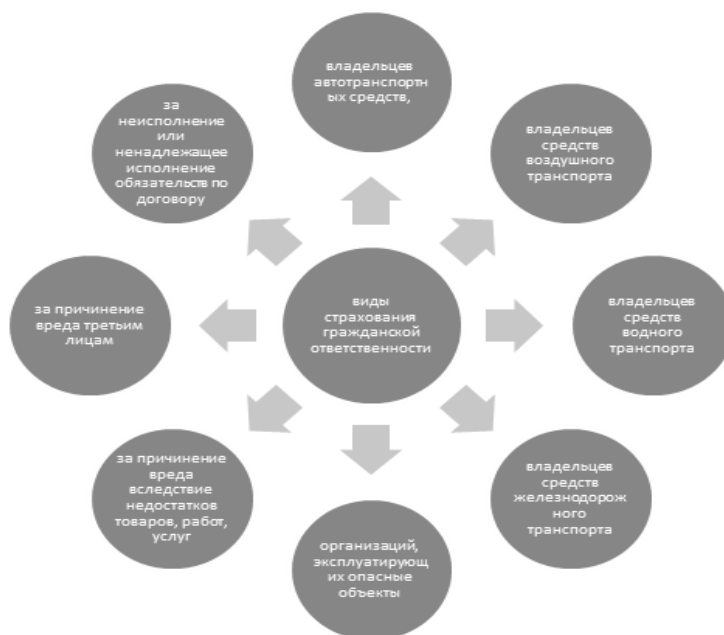 владельцев
автотранспортн
ых средств,
владельцев
средств
воздушного
транспорта
владельцев
средств
водного
транспорта
владельцев
средств
железнодорож
ного
транспорта
организаций,
эксплуатирующ
их опасные
объекты
за причинение
вреда
вследствие
недостатков
товаров, работ,
услуг
за причинение
вреда третьим
лицам
за
неисполнение
или
ненадлежащее
исполнение
обязательств по
договору
виды
страхования
гражданской
ответственности